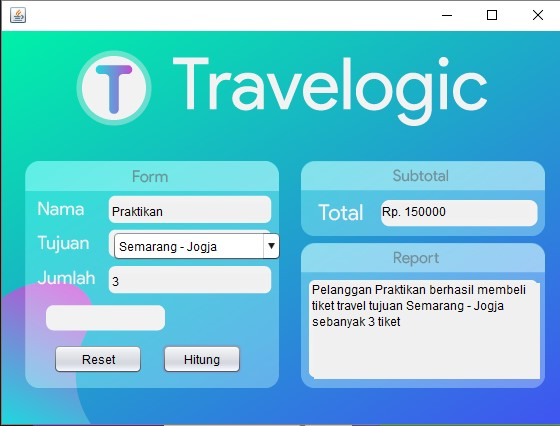 T Travelogic
Form
Nama Praktikan
Tujuan Semarang - Jogja
Jumlah 3
Reset Hitung
Subtotal
Total Rp. 150000
Report
Pelanggan Praktikan berhasil membeli
tiket travel tujuan Semarang - Jogja
sebanyak 3 tiket